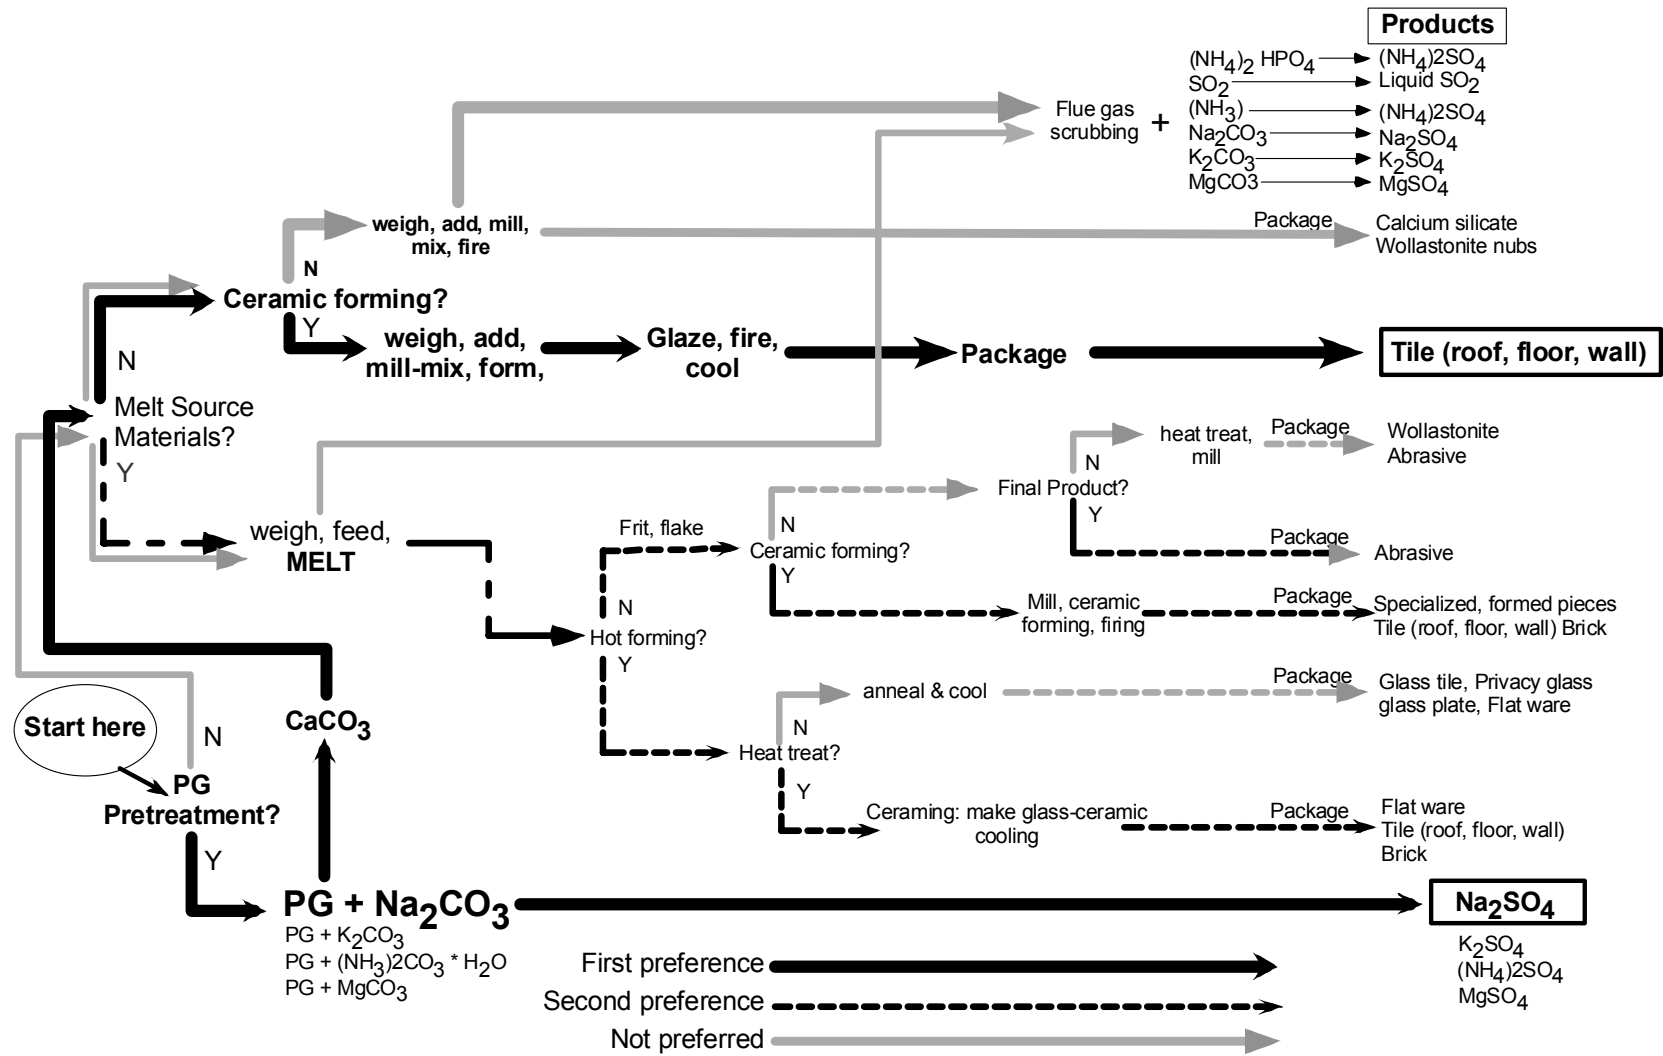 Products
(NH4)2 HPO4
(NH4)2SO4
SO2
Liquid SO2
Flue gas
scrubbing
+
(NH3)
(NH4)2SO4
Na2CO3
Na2SO4
K2CO3
K2SO4
MgCO3
MgSO4
weigh, add, mill,
mix, fire
Package
Calcium silicate
Wollastonite nubs
N
Ceramic forming?
Y
weigh, add,
mill-mix, form,
Glaze, fire,
cool
Package
Tile (roof, floor, wall)
N
Melt Source
Materials?
Y
weigh, feed,
MELT
Final Product?
N
heat treat,
mill
Package
Wollastonite
Abrasive
Y
Package
Abrasive
Frit, flake
N
Ceramic forming?
Y
Mill, ceramic
forming, firing
Package
Specialized, formed pieces
Tile (roof, floor, wall) Brick
N
Hot forming?
Y
anneal & cool
Package
Glass tile, Privacy glass
glass plate, Flat ware
N
Heat treat?
Y
Ceraming: make glass-ceramic
cooling
Package
Flat ware
Tile (roof, floor, wall)
Brick
Start here
N
CaCO3
PG
Pretreatment?
Y
PG + Na2CO3
PG + K2CO3
PG + (NH3)2CO3 * H2O
PG + MgCO3
Na2SO4
K2SO4
(NH4)2SO4
MgSO4
First preference
Second preference
Not preferred